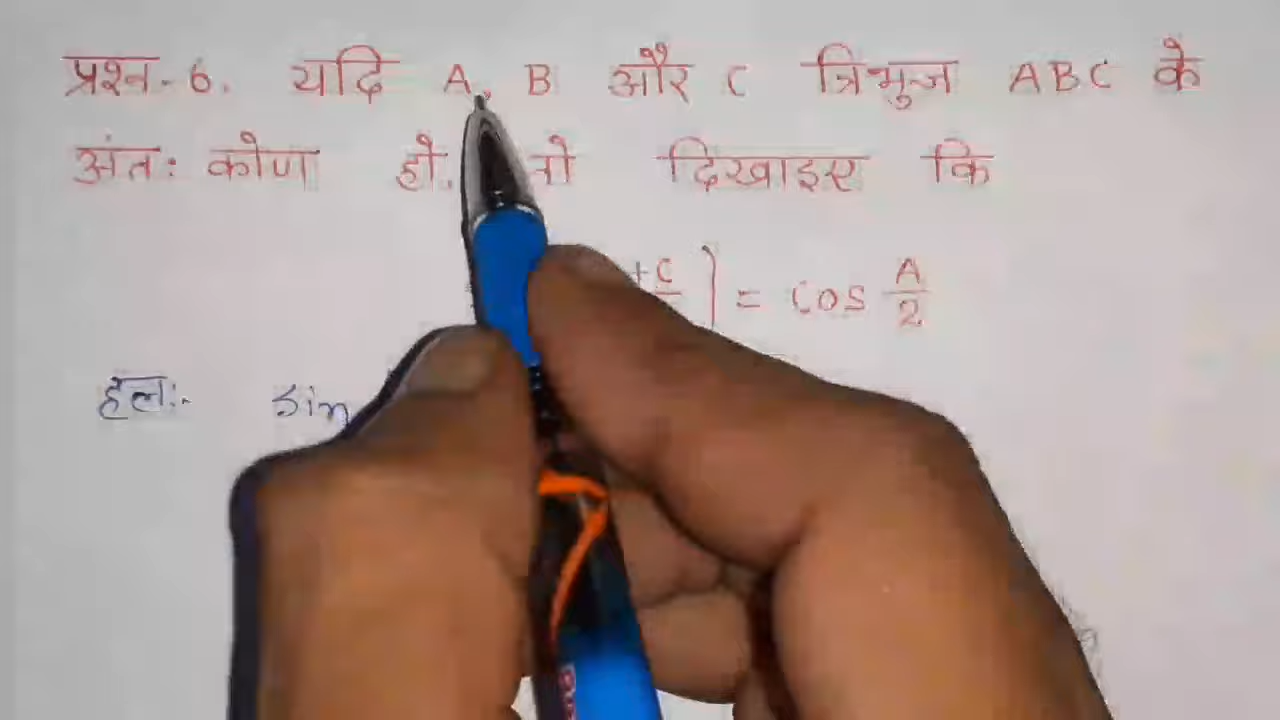 प्रश्न-6. यदि A, B और C त्रिभुज ABC के
अंतः कोण हो. तो दिखाइए कि
+C ] = cos A/2
हलः- sin